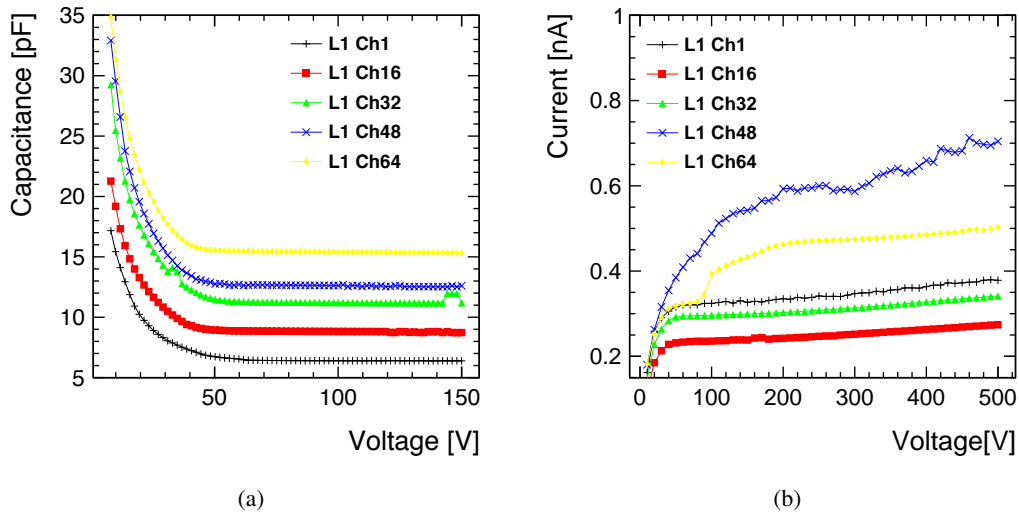 Capacitance [pF]
35
30
25
20
15
10
5
50
100
150
Voltage [V]
L1 Ch1
L1 Ch16
L1 Ch32
L1 Ch48
L1 Ch64
(a)
Current [nA]
1
0.8
0.6
0.4
0.2
0
100
200
300
400
500
Voltage[V]
L1 Ch1
L1 Ch16
L1 Ch32
L1 Ch48
L1 Ch64
(b)